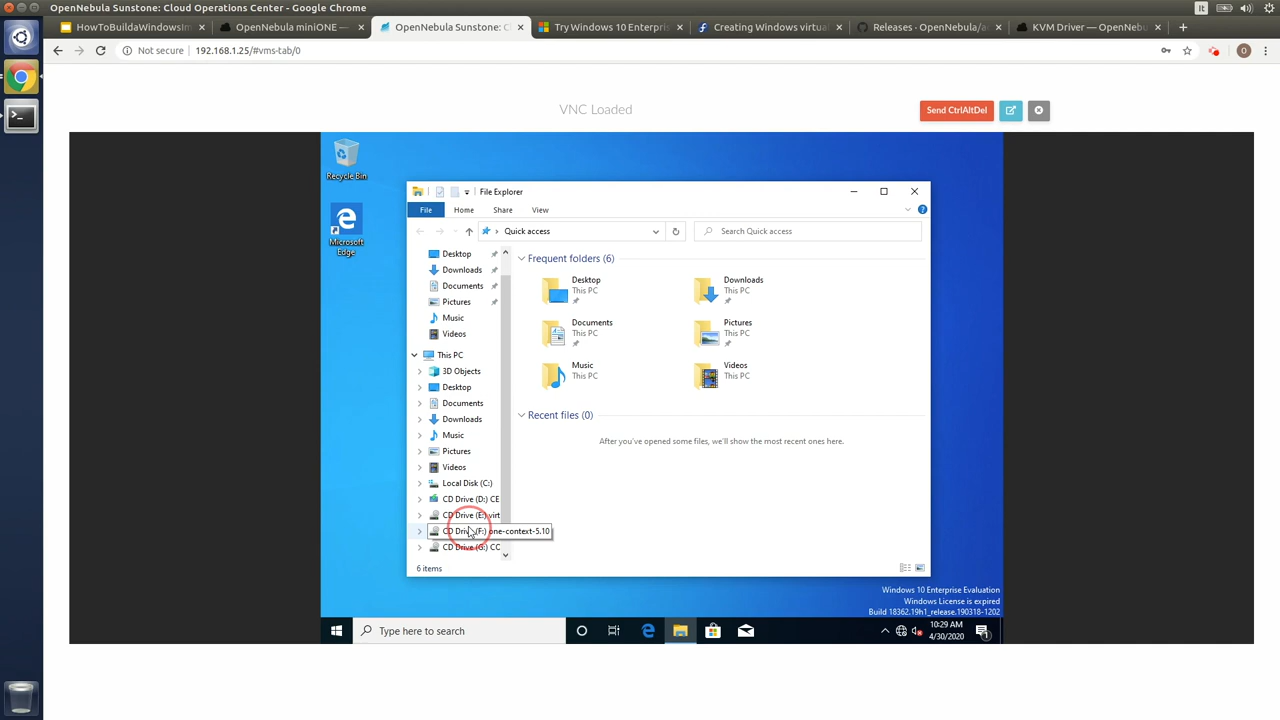 OpenNebula Sunstone: Cloud Operations Center - Google Chrome
It
HowToBuildaWindowsIm
OpenNebula miniONE —
OpenNebula Sunstone: Cl
Try Windows 10 Enterpris
Creating Windows virtua
Releases · OpenNebula/a
KVM Driver — OpenNebu
Not secure
192.168.1.25/#vms-tab/0
O
VNC Loaded
Send CtrlAltDel
Recycle Bin
Microsoft
Edge
File Explorer
File
Home
Share
View
Quick access
Search Quick access
Desktop
Downloads
Documents
Pictures
Music
Videos
This PC
3D Objects
Desktop
Documents
Downloads
Music
Pictures
Videos
Local Disk (C:)
CD Drive (D:) CE
CD Drive (E:) virt
CD Drive (F:) one-context-5.10
CD Drive (G:) CC
Frequent folders (6)
Desktop
This PC
Downloads
This PC
Documents
This PC
Pictures
This PC
Music
This PC
Videos
This PC
Recent files (0)
After you've opened some files, we'll show the most recent ones here.
6 items
Windows 10 Enterprise Evaluation
Windows License is expired
Build 18362.19h1_release.190318-1202
Type here to search
10:29 AM
4/30/2020
1